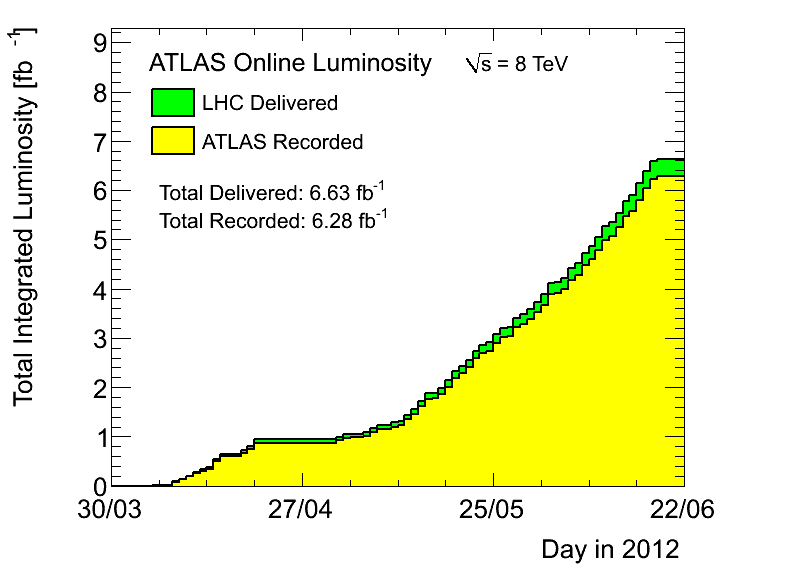 Total Integrated Luminosity [fb⁻¹]
9
8
7
6
5
4
3
2
1
0
ATLAS Online Luminosity √s = 8 TeV
LHC Delivered
ATLAS Recorded
Total Delivered: 6.63 fb⁻¹
Total Recorded: 6.28 fb⁻¹
30/03 27/04 25/05 22/06
Day in 2012